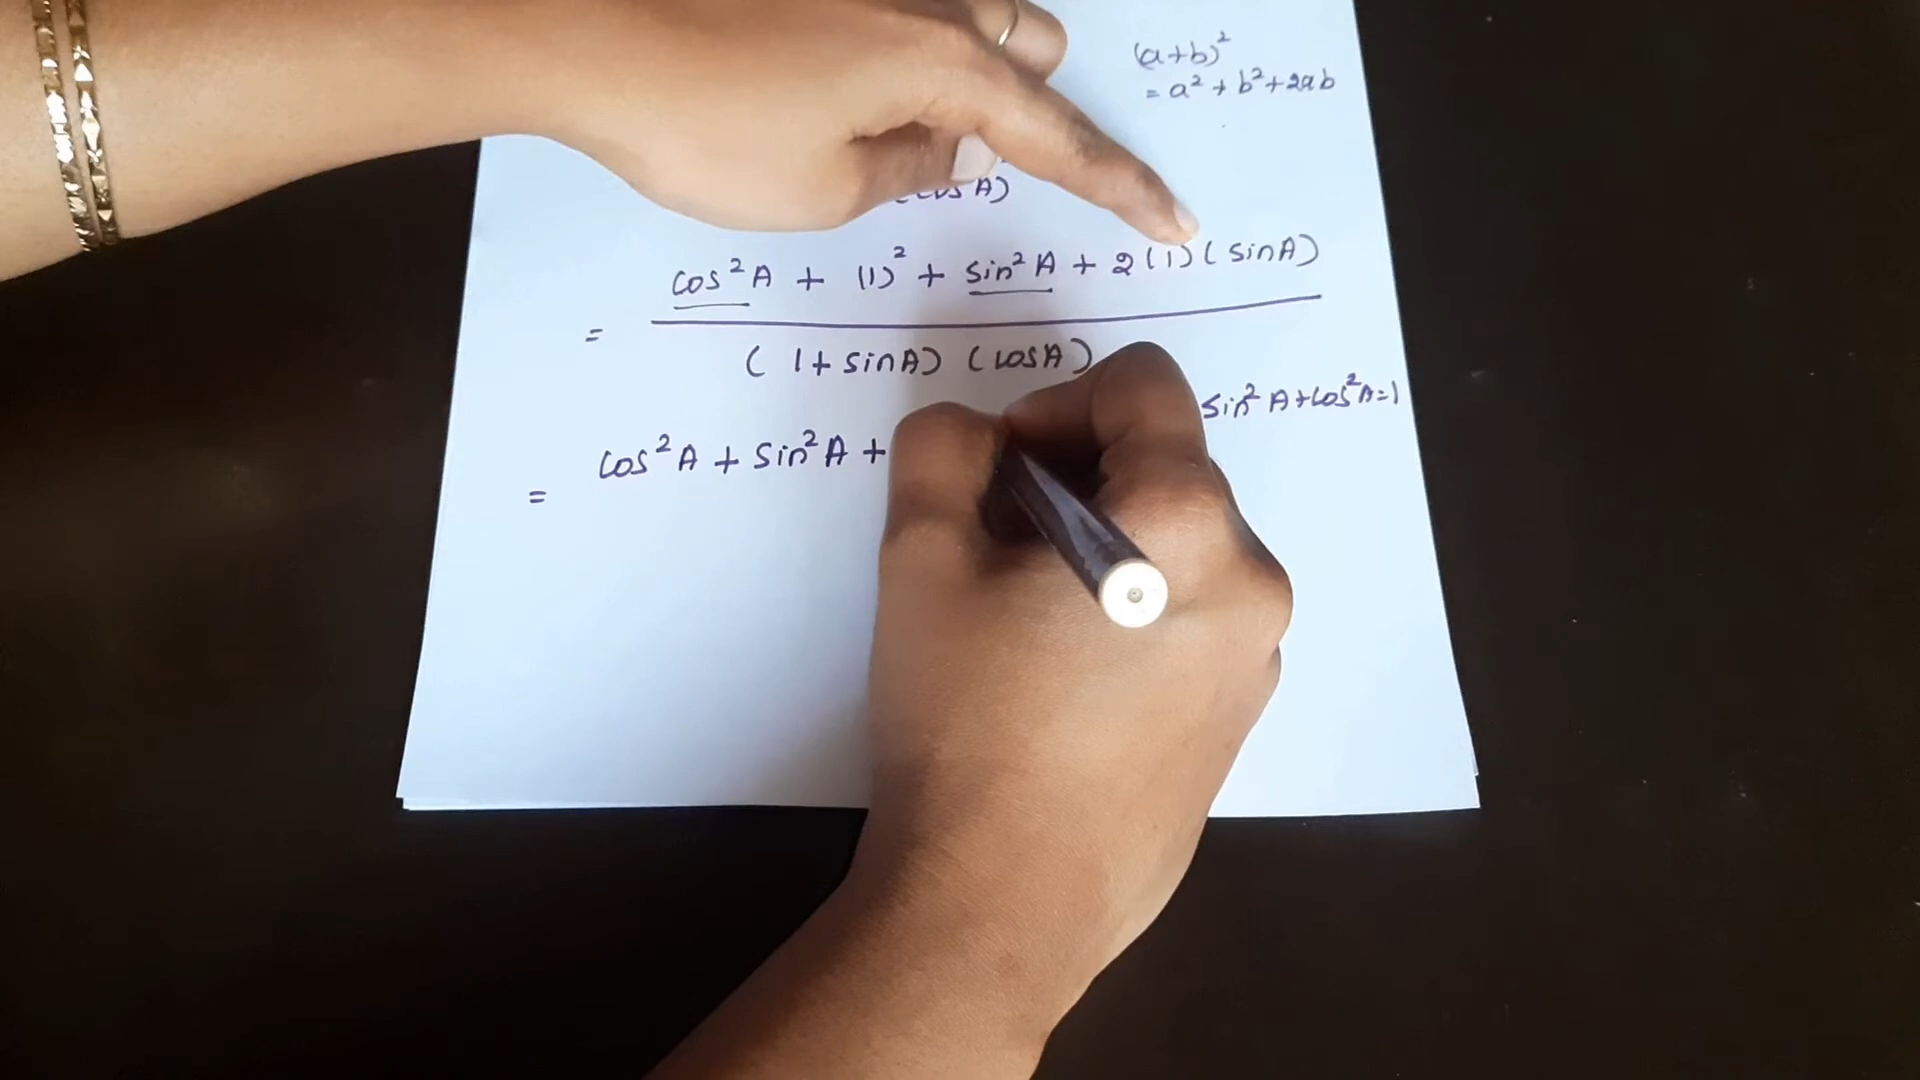 (a+b)²
= a² + b² + 2ab
cos A)
cos²A + (1)² + sin²A + 2(1)(sinA)
=
(1+sinA) (cosA)
sin²A+cos²A=1
cos²A + sin²A +
=